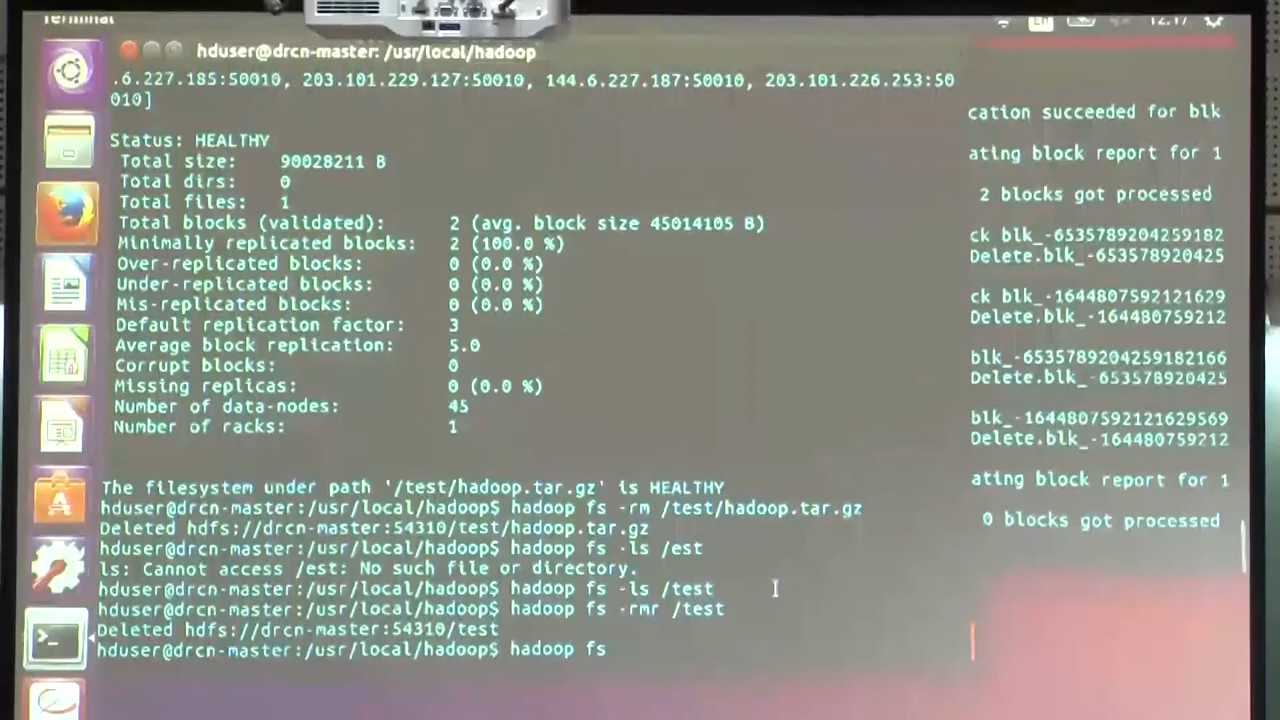 Terminal
12:17
hduser@drcn-master: /usr/local/hadoop
.6.227.185:50010, 203.101.229.127:50010, 144.6.227.187:50010, 203.101.226.253:50
010]
Status: HEALTHY
Total size: 90028211 B
Total dirs: 0
Total files: 1
Total blocks (validated): 2 (avg. block size 45014105 B)
Minimally replicated blocks: 2 (100.0 %)
Over-replicated blocks: 0 (0.0 %)
Under-replicated blocks: 0 (0.0 %)
Mis-replicated blocks: 0 (0.0 %)
Default replication factor: 3
Average block replication: 5.0
Corrupt blocks: 0
Missing replicas: 0 (0.0 %)
Number of data-nodes: 45
Number of racks: 1
The filesystem under path '/test/hadoop.tar.gz' is HEALTHY
hduser@drcn-master:/usr/local/hadoop$ hadoop fs -rm /test/hadoop.tar.gz
Deleted hdfs://drcn-master:54310/test/hadoop.tar.gz
hduser@drcn-master:/usr/local/hadoop$ hadoop fs -ls /est
ls: Cannot access /est: No such file or directory.
hduser@drcn-master:/usr/local/hadoop$ hadoop fs -ls /test
hduser@drcn-master:/usr/local/hadoop$ hadoop fs -rmr /test
Deleted hdfs://drcn-master:54310/test
hduser@drcn-master:/usr/local/hadoop$ hadoop fs
cation succeeded for blk
ating block report for 1
2 blocks got processed
ck blk_-6535789204259182
Delete.blk_-653578920425
ck blk_-1644807592121629
Delete.blk_-164480759212
blk_-6535789204259182166
Delete.blk_-653578920425
blk_-1644807592121629569
Delete.blk_-164480759212
ating block report for 1
0 blocks got processed